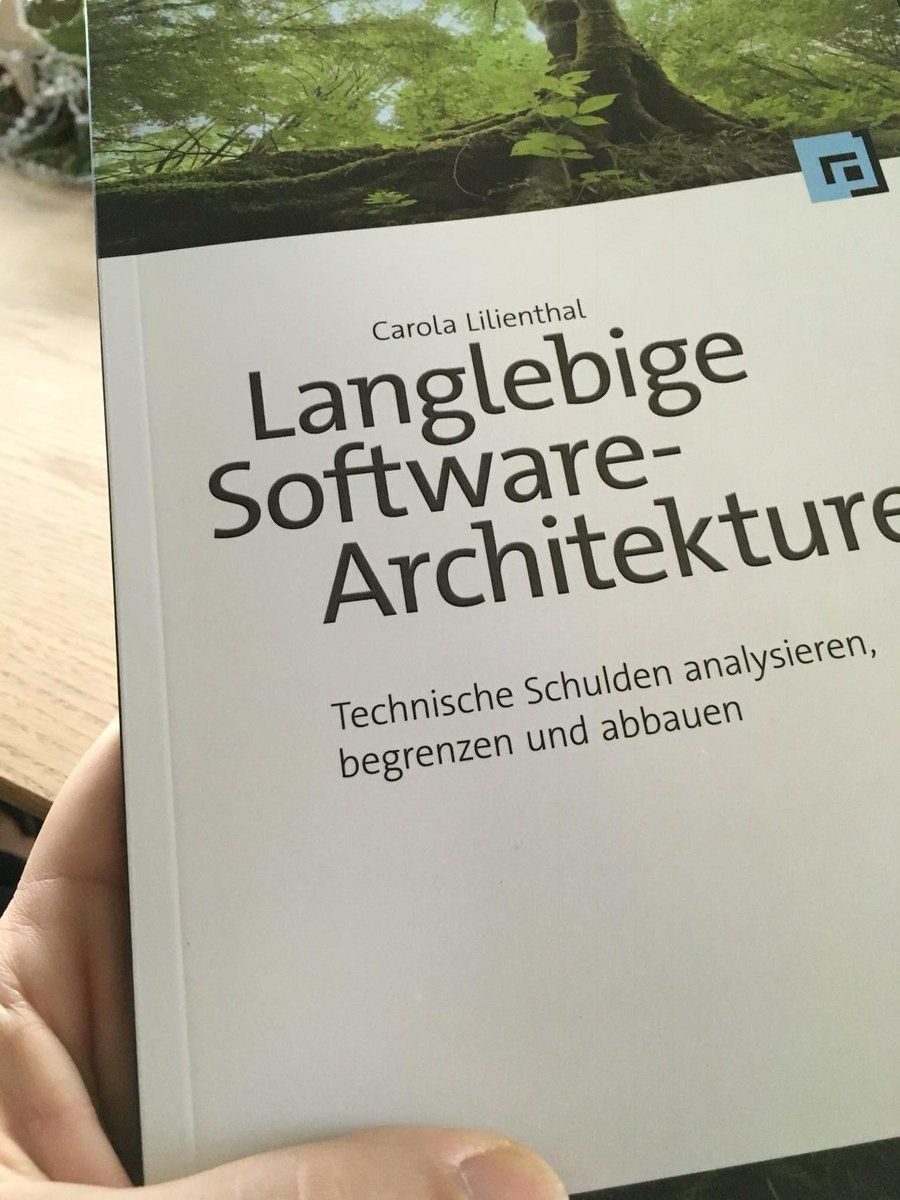 Carola Lilienthal
Langlebige
Software-
Architekture
Technische Schulden analysieren,
begrenzen und abbauen